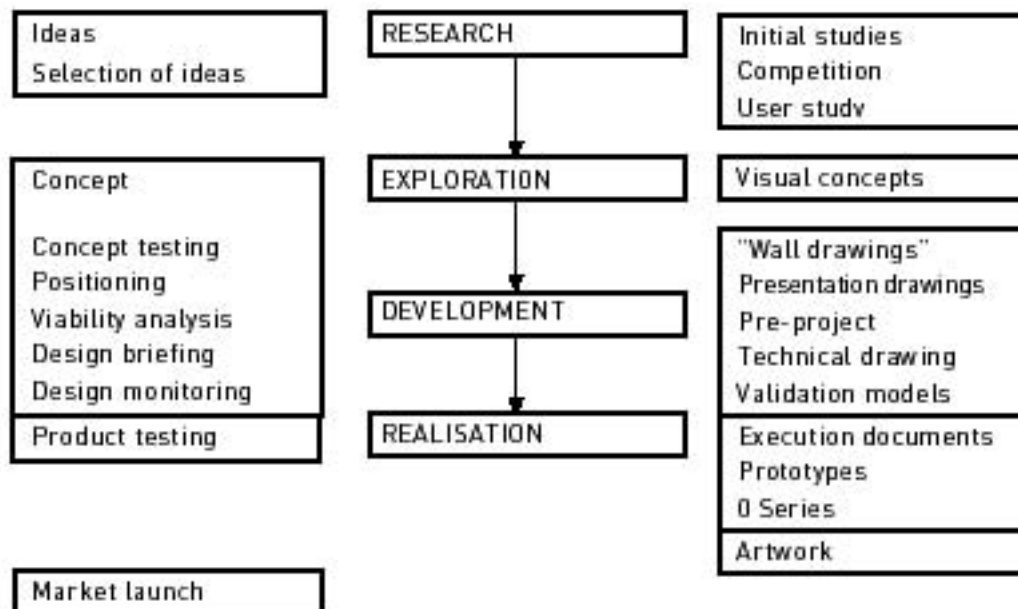 Ideas
Selection of ideas
RESEARCH
Initial studies
Competition
User study
Concept
EXPLORATION
Visual concepts
Concept testing
Positioning
Viability analysis
Design briefing
Design monitoring
DEVELOPMENT
"Wall drawings"
Presentation drawings
Pre-project
Technical drawing
Validation models
Product testing
REALISATION
Execution documents
Prototypes
0 Series
Artwork
Market launch